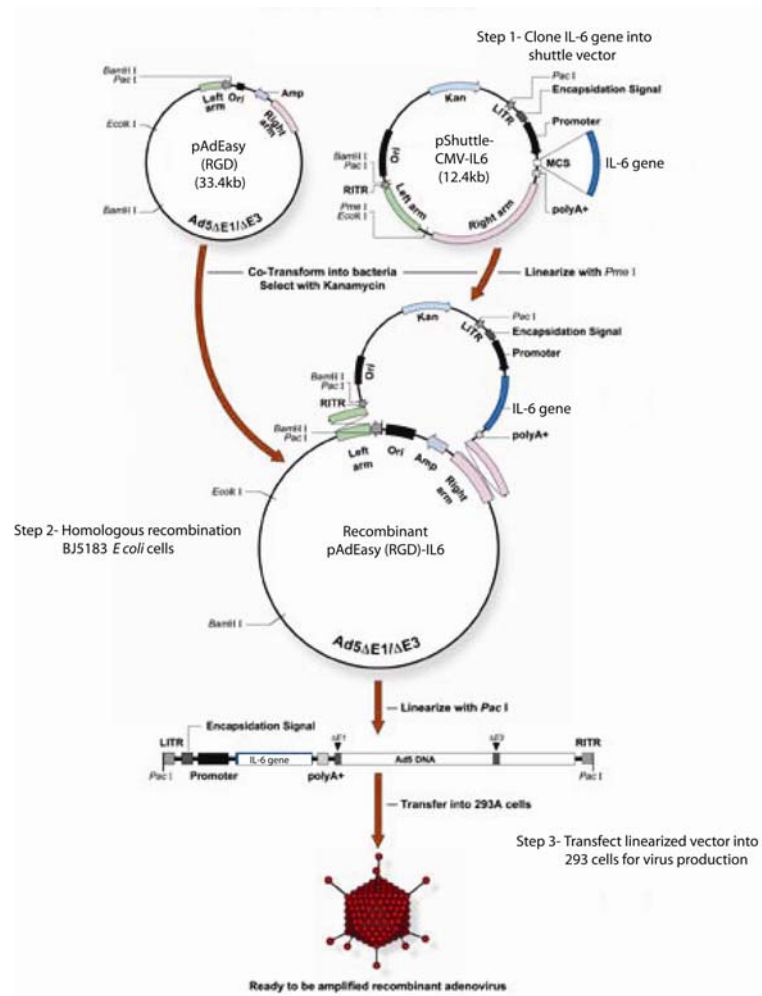 Step 1- Clone IL-6 gene into
shuttle vector
BamHI I
Pac I
Left
arm
Ori
Amp
Right
arm
EcoR I
pAdEasy
(RGD)
(33.4kb)
BamHI I
Ad5ΔE1/ΔE3
Kan
Pac I
LITR
Encapsidation Signal
Promoter
Ori
pShuttle-
CMV-IL6
(12.4kb)
MCS
IL-6 gene
BamHI I
Pac I
RITR
Left arm
Right arm
polyA+
Pme I
EcoR I
Co-Transform into bacteria
Select with Kanamycin
Linearize with Pme I
Kan
Pac I
LITR
Encapsidation Signal
Promoter
Ori
BamHI I
Pac I
RITR
IL-6 gene
BamHI I
Pac I
polyA+
Left
arm
Ori
Amp
Right
arm
EcoR I
Step 2- Homologous recombination
BJ5183 E coli cells
Recombinant
pAdEasy (RGD)-IL6
BamHI I
Ad5ΔE1/ΔE3
Linearize with Pac I
Encapsidation Signal
LITR
ΔE1
ΔE3
RITR
IL-6 gene
Ad5 DNA
Pac I
Promoter
polyA+
Pac I
Transfer into 293A cells
Step 3- Transfect linearized vector into
293 cells for virus production
Ready to be amplified recombinant adenovirus